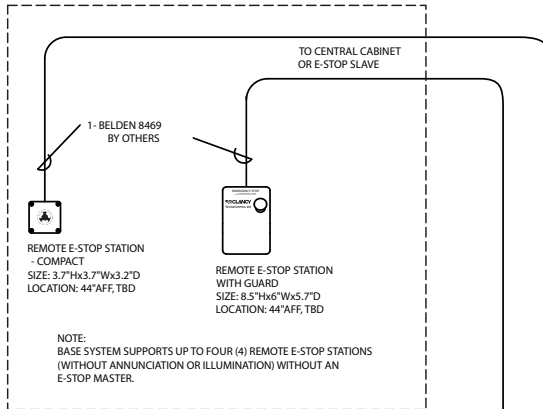 TO CENTRAL CABINET
OR E-STOP SLAVE
1- BELDEN 8469
BY OTHERS
EMERGENCY STOP
CLANCY
REMOTE E-STOP STATION
- COMPACT
SIZE: 3.7"Hx3.7"Wx3.2"D
LOCATION: 44"AFF, TBD
REMOTE E-STOP STATION
WITH GUARD
SIZE: 8.5"Hx6"Wx5.7"D
LOCATION: 44"AFF, TBD
NOTE:
BASE SYSTEM SUPPORTS UP TO FOUR (4) REMOTE E-STOP STATIONS
(WITHOUT ANNUNCIATION OR ILLUMINATION) WITHOUT AN
E-STOP MASTER.